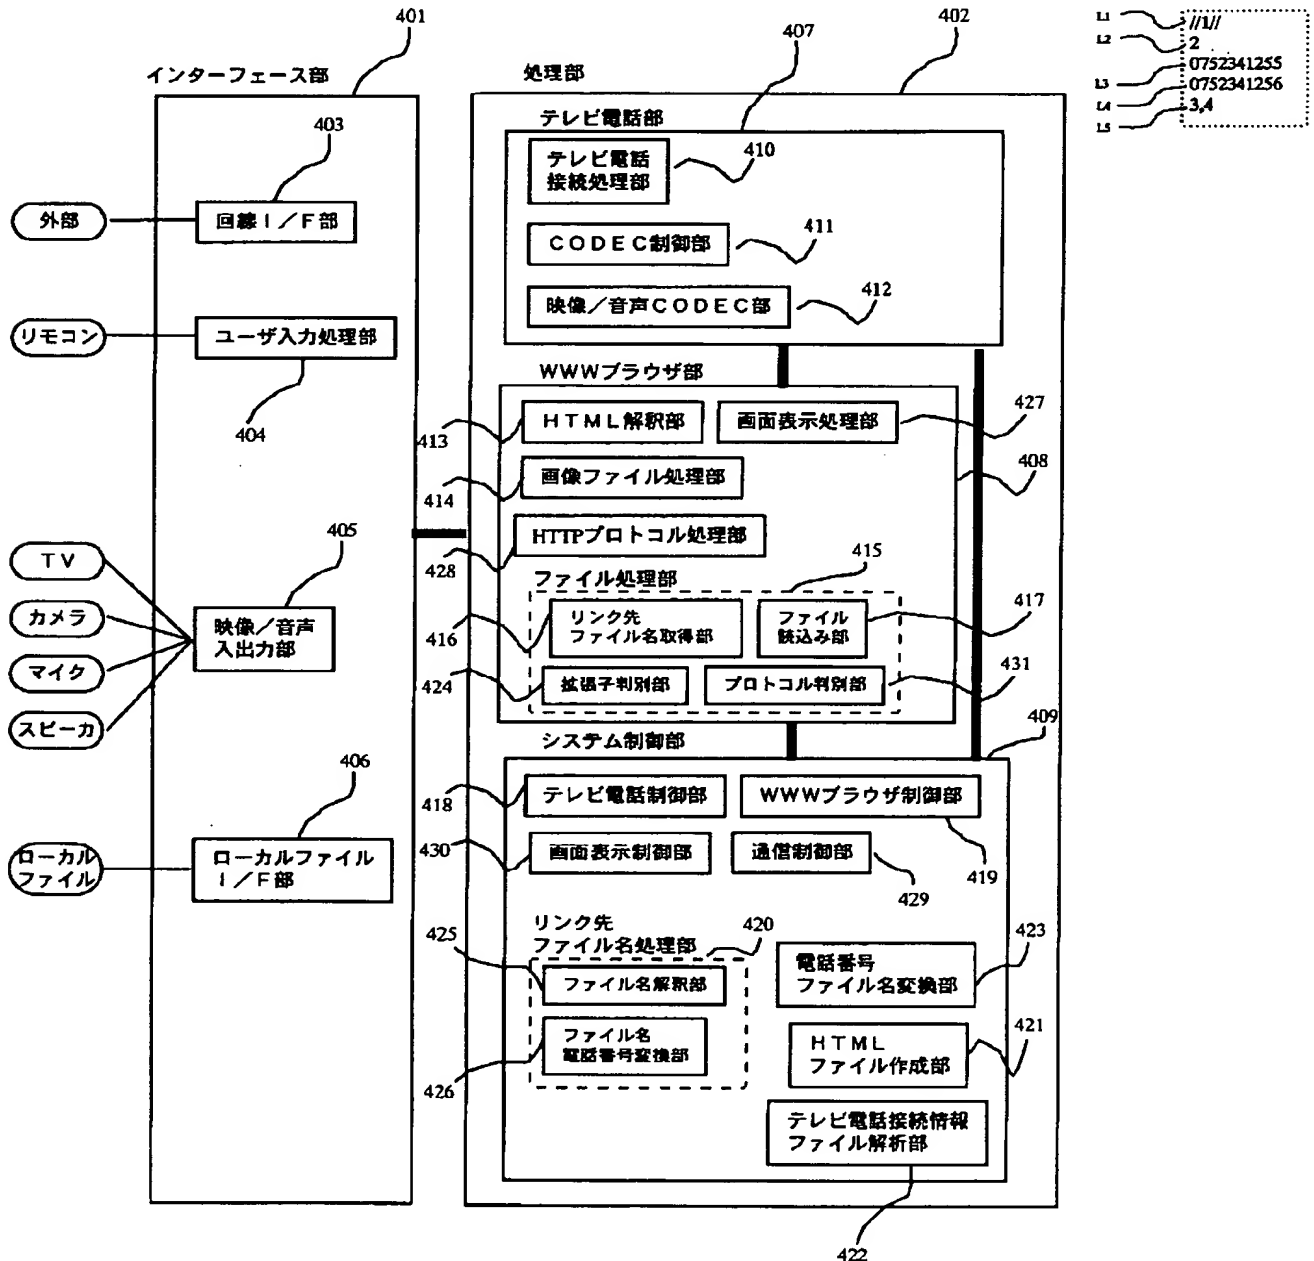 401
402
407
インターフェース部
処理部
テレビ電話部
L1
//1//
L2
2
0752341255
L3
0752341256
L4
3,4
L5
403
テレビ電話
接続処理部
410
外部
回線Ⅰ/F部
CODEC制御部
411
映像/音声CODEC部
412
リモコン
ユーザ入力処理部
404
WWWブラウザ部
413
HTML解釈部
画面表示処理部
427
408
414
画像ファイル処理部
428
HTTPプロトコル処理部
ファイル処理部
415
405
416
リンク先
ファイル名取得部
ファイル
読込み部
417
TV
カメラ
マイク
スピーカ
映像/音声
入出力部
424
拡張子判別部
プロトコル判別部
431
システム制御部
409
406
418
テレビ電話制御部
WWWブラウザ制御部
430
画面表示制御部
通信制御部
419
429
ローカル
ファイル
ローカルファイル
I/F部
リンク先
ファイル名処理部
420
425
ファイル名解釈部
電話番号
ファイル名変換部
423
426
ファイル名
電話番号変換部
HTML
ファイル作成部
421
テレビ電話接続情報
ファイル解析部
422